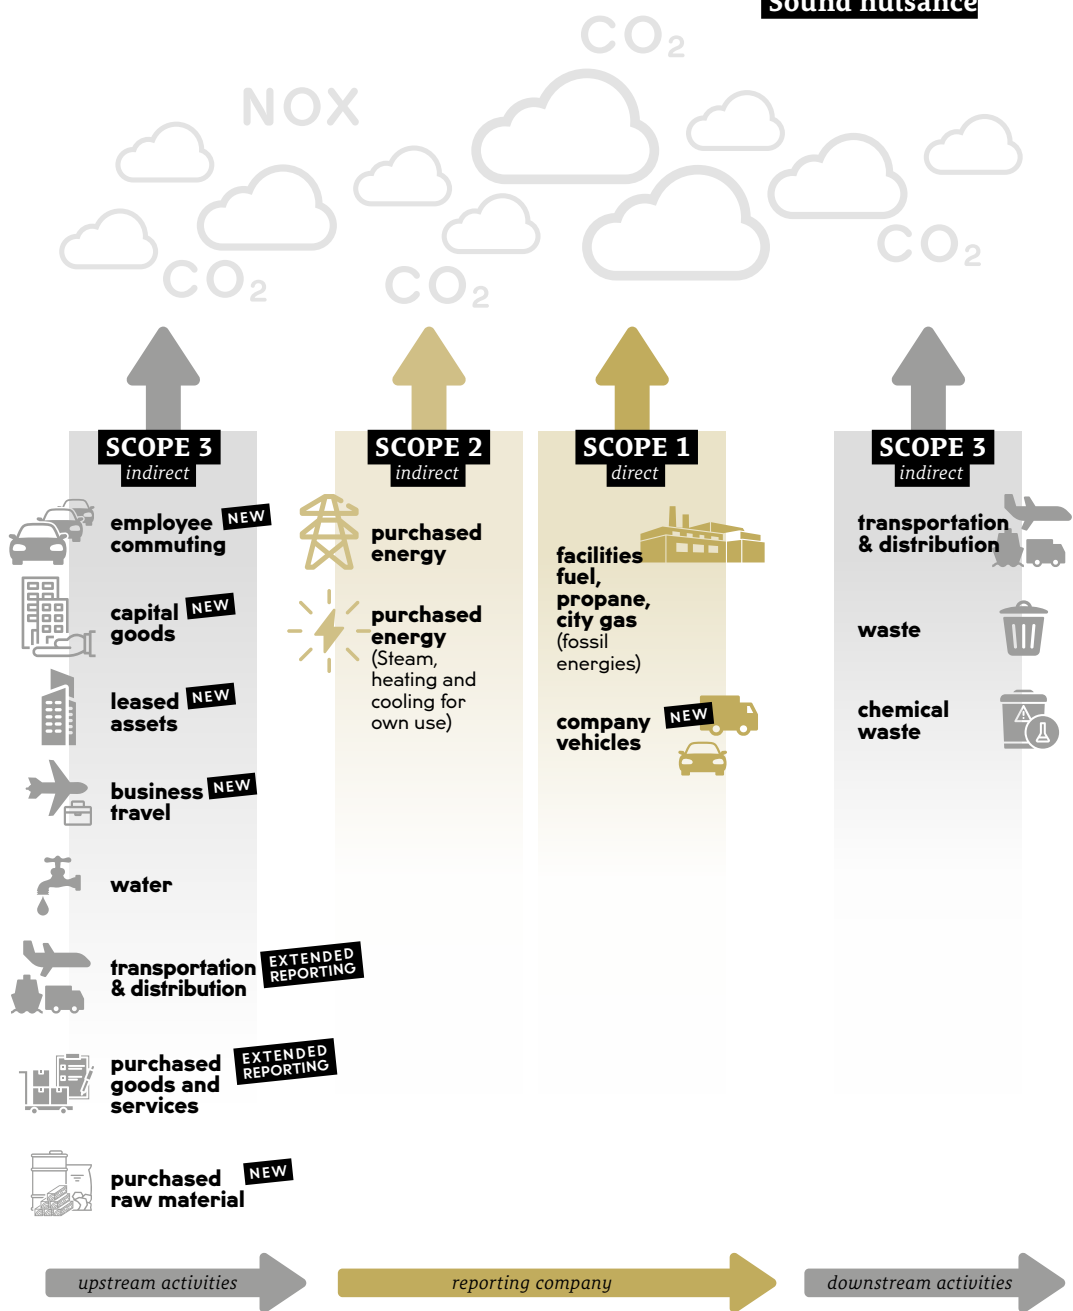 Sound nuisance
CO2
NOX
CO2
CO2
CO2
SCOPE 3
indirect
employee NEW
commuting
capital NEW
goods
leased NEW
assets
business NEW
travel
water
transportation
& distribution
EXTENDED
REPORTING
purchased
goods and
services
EXTENDED
REPORTING
purchased NEW
raw material
SCOPE 2
indirect
purchased
energy
purchased
energy
(Steam,
heating and
cooling for
own use)
SCOPE 1
direct
facilities
fuel,
propane,
city gas
(fossil
energies)
company NEW
vehicles
SCOPE 3
indirect
transportation
& distribution
waste
chemical
waste
upstream activities
reporting company
downstream activities